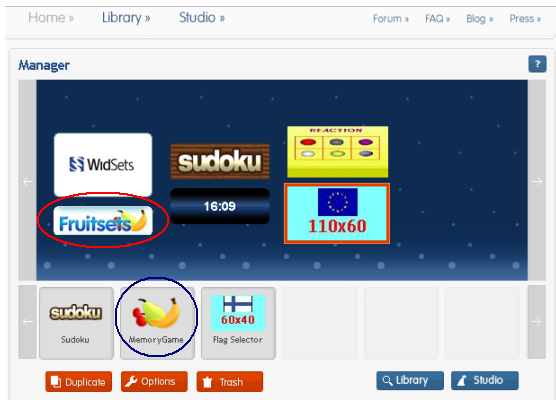 Home » Library » Studio » Forum » FAQ » Blog » Press »
Manager ?
REACTION
WidSets sudoku
Fruitsets 16:09 110x60
sudoku 60x40
Sudoku MemoryGame Flag Selector
Duplicate Options Trash Library Studio